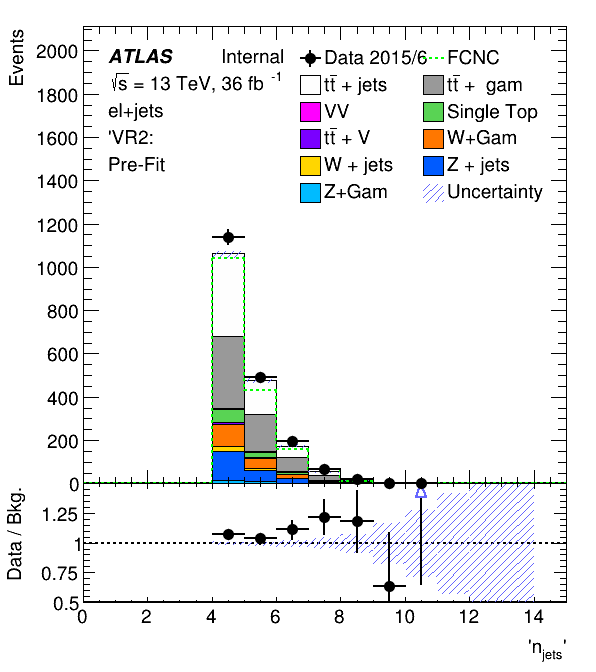 Events
2000
1800
1600
1400
1200
1000
800
600
400
200
0
ATLAS Internal
√s = 13 TeV, 36 fb⁻¹
el+jets
'VR2:
Pre-Fit
Data 2015/6 FCNC
tt̄ + jets tt̄ + gam
VV Single Top
tt̄ + V W+Gam
W + jets Z + jets
Z+Gam Uncertainty
Data / Bkg.
1.25
1
0.75
0.5
0 2 4 6 8 10 12 14
'n_jets'